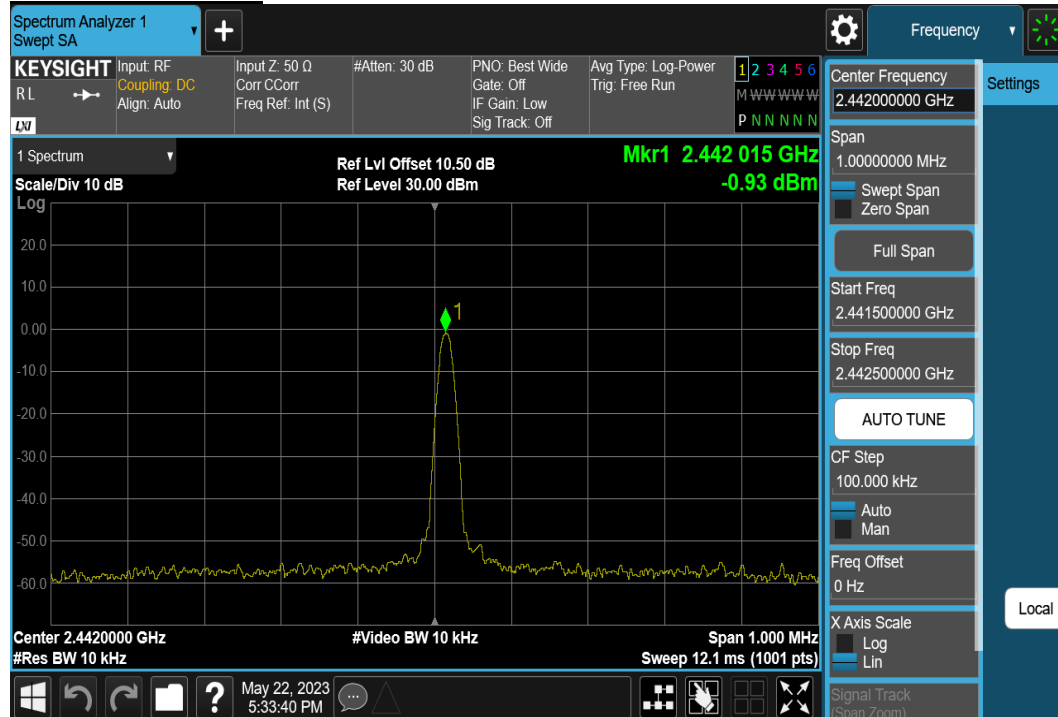 Spectrum Analyzer 1
Swept SA
+
Frequency
KEYSIGHT
RL
LXI
Input: RF
Coupling: DC
Align: Auto
Input Z: 50 Ω
Corr CCorr
Freq Ref: Int (S)
#Atten: 30 dB
PNO: Best Wide
Gate: Off
IF Gain: Low
Sig Track: Off
Avg Type: Log-Power
Trig: Free Run
1 2 3 4 5 6
M W W W W W
P N N N N N
1 Spectrum
Scale/Div 10 dB
Log
Ref Lvl Offset 10.50 dB
Ref Level 30.00 dBm
Mkr1 2.442 015 GHz
-0.93 dBm
20.0
10.0
0.00
-10.0
-20.0
-30.0
-40.0
-50.0
-60.0
1
Center 2.4420000 GHz
#Video BW 10 kHz
Span 1.000 MHz
#Res BW 10 kHz
Sweep 12.1 ms (1001 pts)
Center Frequency
2.442000000 GHz
Span
1.00000000 MHz
Swept Span
Zero Span
Full Span
Start Freq
2.441500000 GHz
Stop Freq
2.442500000 GHz
AUTO TUNE
CF Step
100.000 kHz
Auto
Man
Freq Offset
0 Hz
X Axis Scale
Log
Lin
Signal Track
(Span Zoom)
Settings
Local
?
May 22, 2023
5:33:40 PM